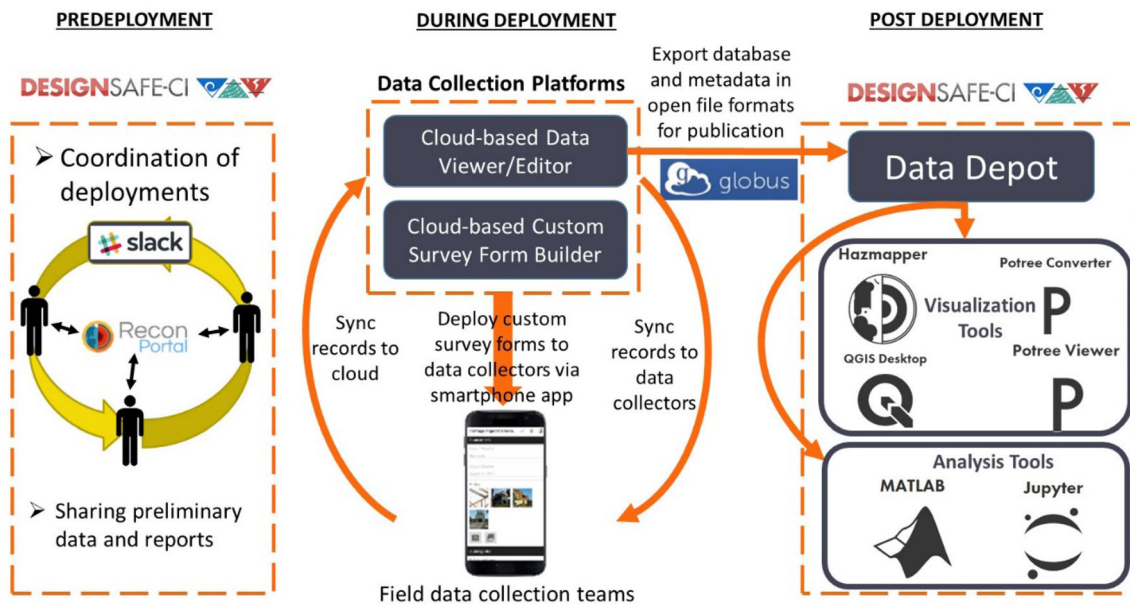 PREDEPLOYMENT
DESIGNSAFE-CI
➢ Coordination of
deployments
slack
Recon
Portal
➢ Sharing preliminary
data and reports
DURING DEPLOYMENT
Data Collection Platforms
Cloud-based Data
Viewer/Editor
Cloud-based Custom
Survey Form Builder
Sync
records to
cloud
Deploy custom
survey forms to
data collectors via
smartphone app
Sync
records to
data
collectors
Field data collection teams
Export database
and metadata in
open file formats
for publication
globus
POST DEPLOYMENT
DESIGNSAFE-CI
Data Depot
Hazmapper
Potree Converter
Visualization
Tools
QGIS Desktop
Potree Viewer
Analysis Tools
MATLAB
Jupyter